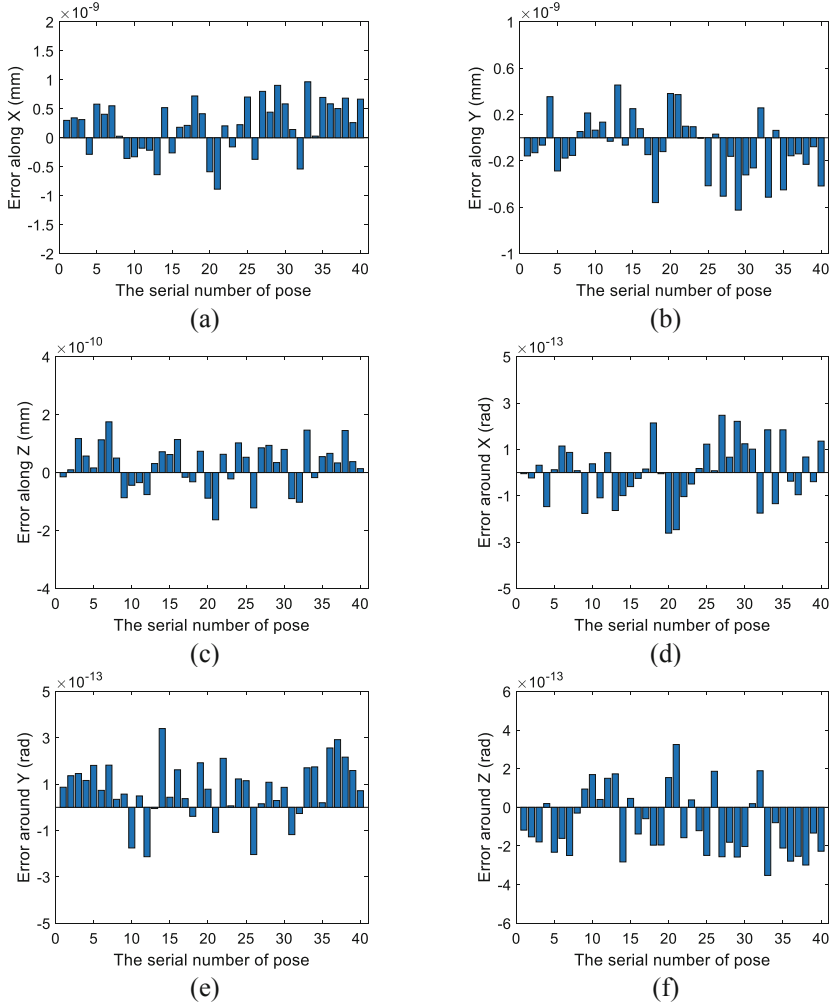 ×10-9
2
1.5
1
0.5
0
-0.5
-1
-1.5
-2
Error along X (mm)
0 5 10 15 20 25 30 35 40
The serial number of pose
(a)
×10-9
1
0.6
0.2
-0.2
-0.6
-1
Error along Y (mm)
0 5 10 15 20 25 30 35 40
The serial number of pose
(b)
×10-10
4
2
0
-2
-4
Error along Z (mm)
0 5 10 15 20 25 30 35 40
The serial number of pose
(c)
×10-13
5
3
1
-1
-3
-5
Error around X (rad)
0 5 10 15 20 25 30 35 40
The serial number of pose
(d)
×10-13
5
3
1
-1
-3
-5
Error around Y (rad)
0 5 10 15 20 25 30 35 40
The serial number of pose
(e)
×10-13
6
4
2
0
-2
-4
-6
Error around Z (rad)
0 5 10 15 20 25 30 35 40
The serial number of pose
(f)